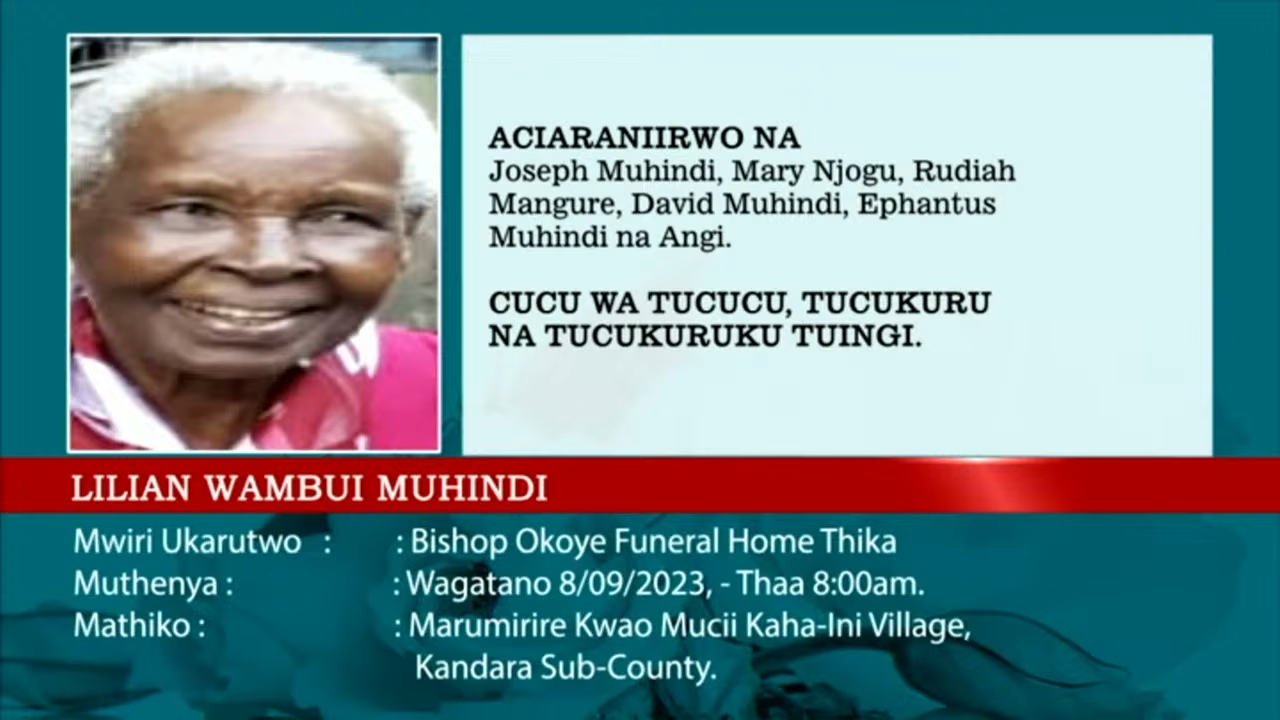 ACIARANIIRWO NA
Joseph Muhindi, Mary Njogu, Rudiah
Mangure, David Muhindi, Ephantus
Muhindi na Angi.
CUCU WA TUCUCU, TUCUKURU
NA TUCUKURUKU TUINGI.
LILIAN WAMBUI MUHINDI
Mwiri Ukarutwo : : Bishop Okoye Funeral Home Thika
Muthenya : : Wagatano 8/09/2023, - Thaa 8:00am.
Mathiko : : Marumirire Kwao Mucii Kaha-Ini Village,
Kandara Sub-County.